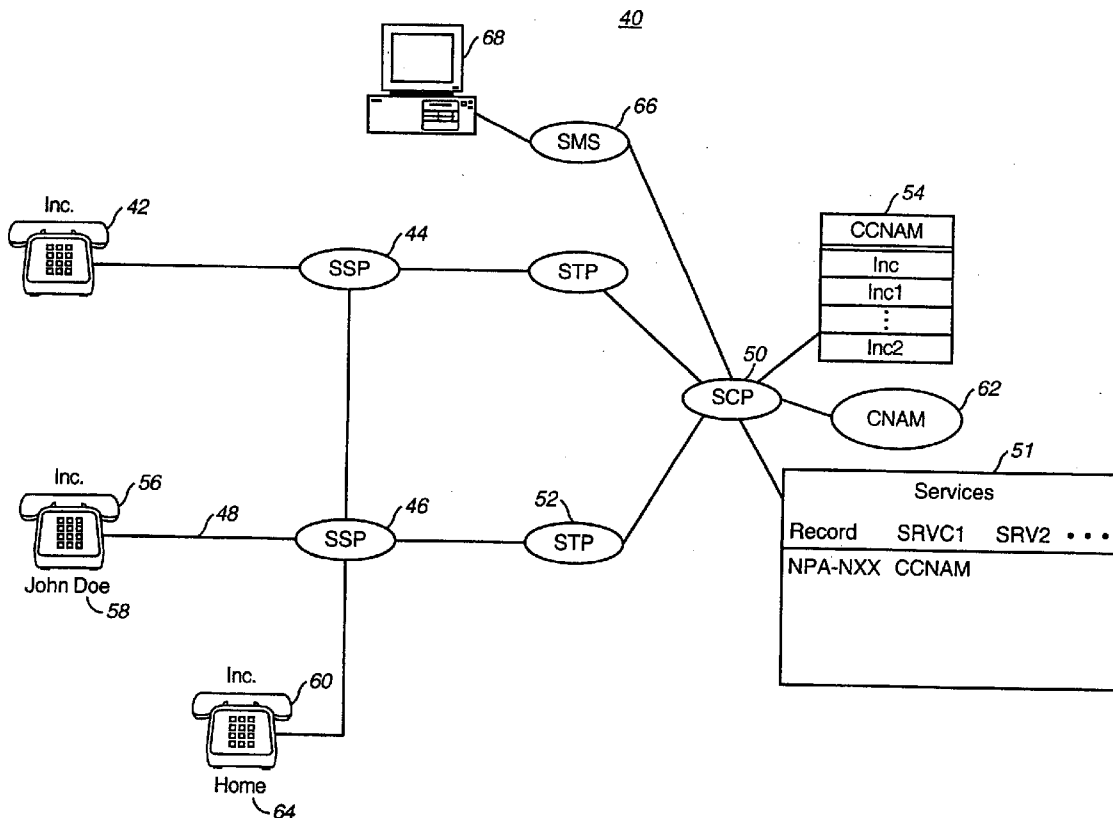 40
68
66
SMS
Inc.
42
44
SSP
STP
54
CCNAM
Inc
Inc1
Inc2
50
SCP
62
CNAM
Inc.
56
48
46
SSP
52
STP
John Doe
58
51
Services
Record SRVC1 SRV2 • • • •
NPA-NXX CCNAM
Inc.
60
Home
64